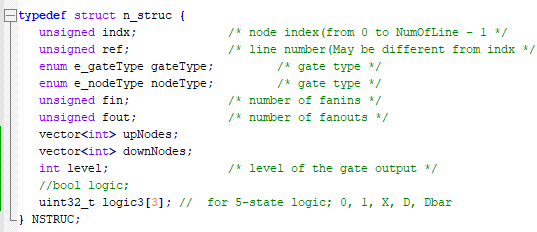 typedef struct n_struc {
unsigned indx; /* node index(from 0 to NumOfLine - 1 */
unsigned ref; /* line number(May be different from indx */
enum e_gateType gateType; /* gate type */
enum e_nodeType nodeType; /* gate type */
unsigned fin; /* number of fanins */
unsigned fout; /* number of fanouts */
vector<int> upNodes;
vector<int> downNodes;
int level; /* level of the gate output */
//bool logic;
uint32_t logic3[3]; // for 5-state logic; 0, 1, X, D, Dbar
} NSTRUC;